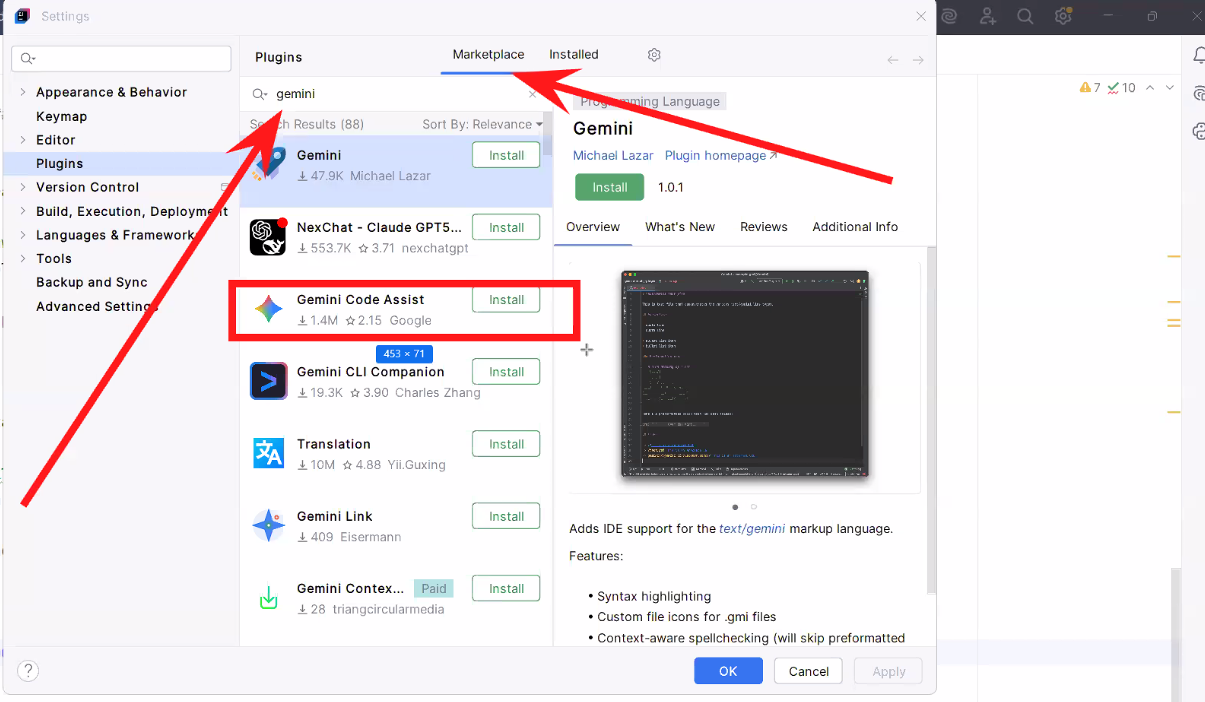 Settings
Plugins
Marketplace
Installed
gemini
Search Results (88)
Sort By: Relevance
Appearance & Behavior
Keymap
Editor
Plugins
Version Control
Build, Execution, Deployment
Languages & Frameworks
Tools
Backup and Sync
Advanced Settings
Gemini
Install
47.9K Michael Lazar
NexChat - Claude GPT5...
Install
553.7K 3.71 nexchatgpt
Gemini Code Assist
Install
1.4M 2.15 Google
453 × 71
Gemini CLI Companion
Install
19.3K 3.90 Charles Zhang
Translation
Install
10M 4.88 Yii.Guxing
Gemini Link
Install
409 Eisermann
Gemini Contex... Paid
Install
28 triangcircularmedia
Programming Language
Gemini
Michael Lazar Plugin homepage ↗
Install 1.0.1
Overview What's New Reviews Additional Info
Adds IDE support for the text/gemini markup language.
Features:
• Syntax highlighting
• Custom file icons for .gmi files
• Context-aware spellchecking (will skip preformatted
?
OK
Cancel
Apply
7 10